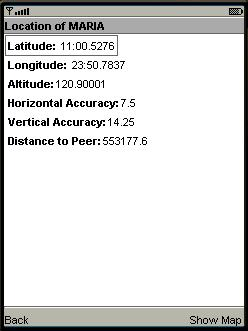 Location of MARIA
Latitude: 11:00.5276
Longitude: 23:50.7837
Altitude: 120.90001
Horizontal Accuracy: 7.5
Vertical Accuracy: 14.25
Distance to Peer: 553177.6
Back Show Map